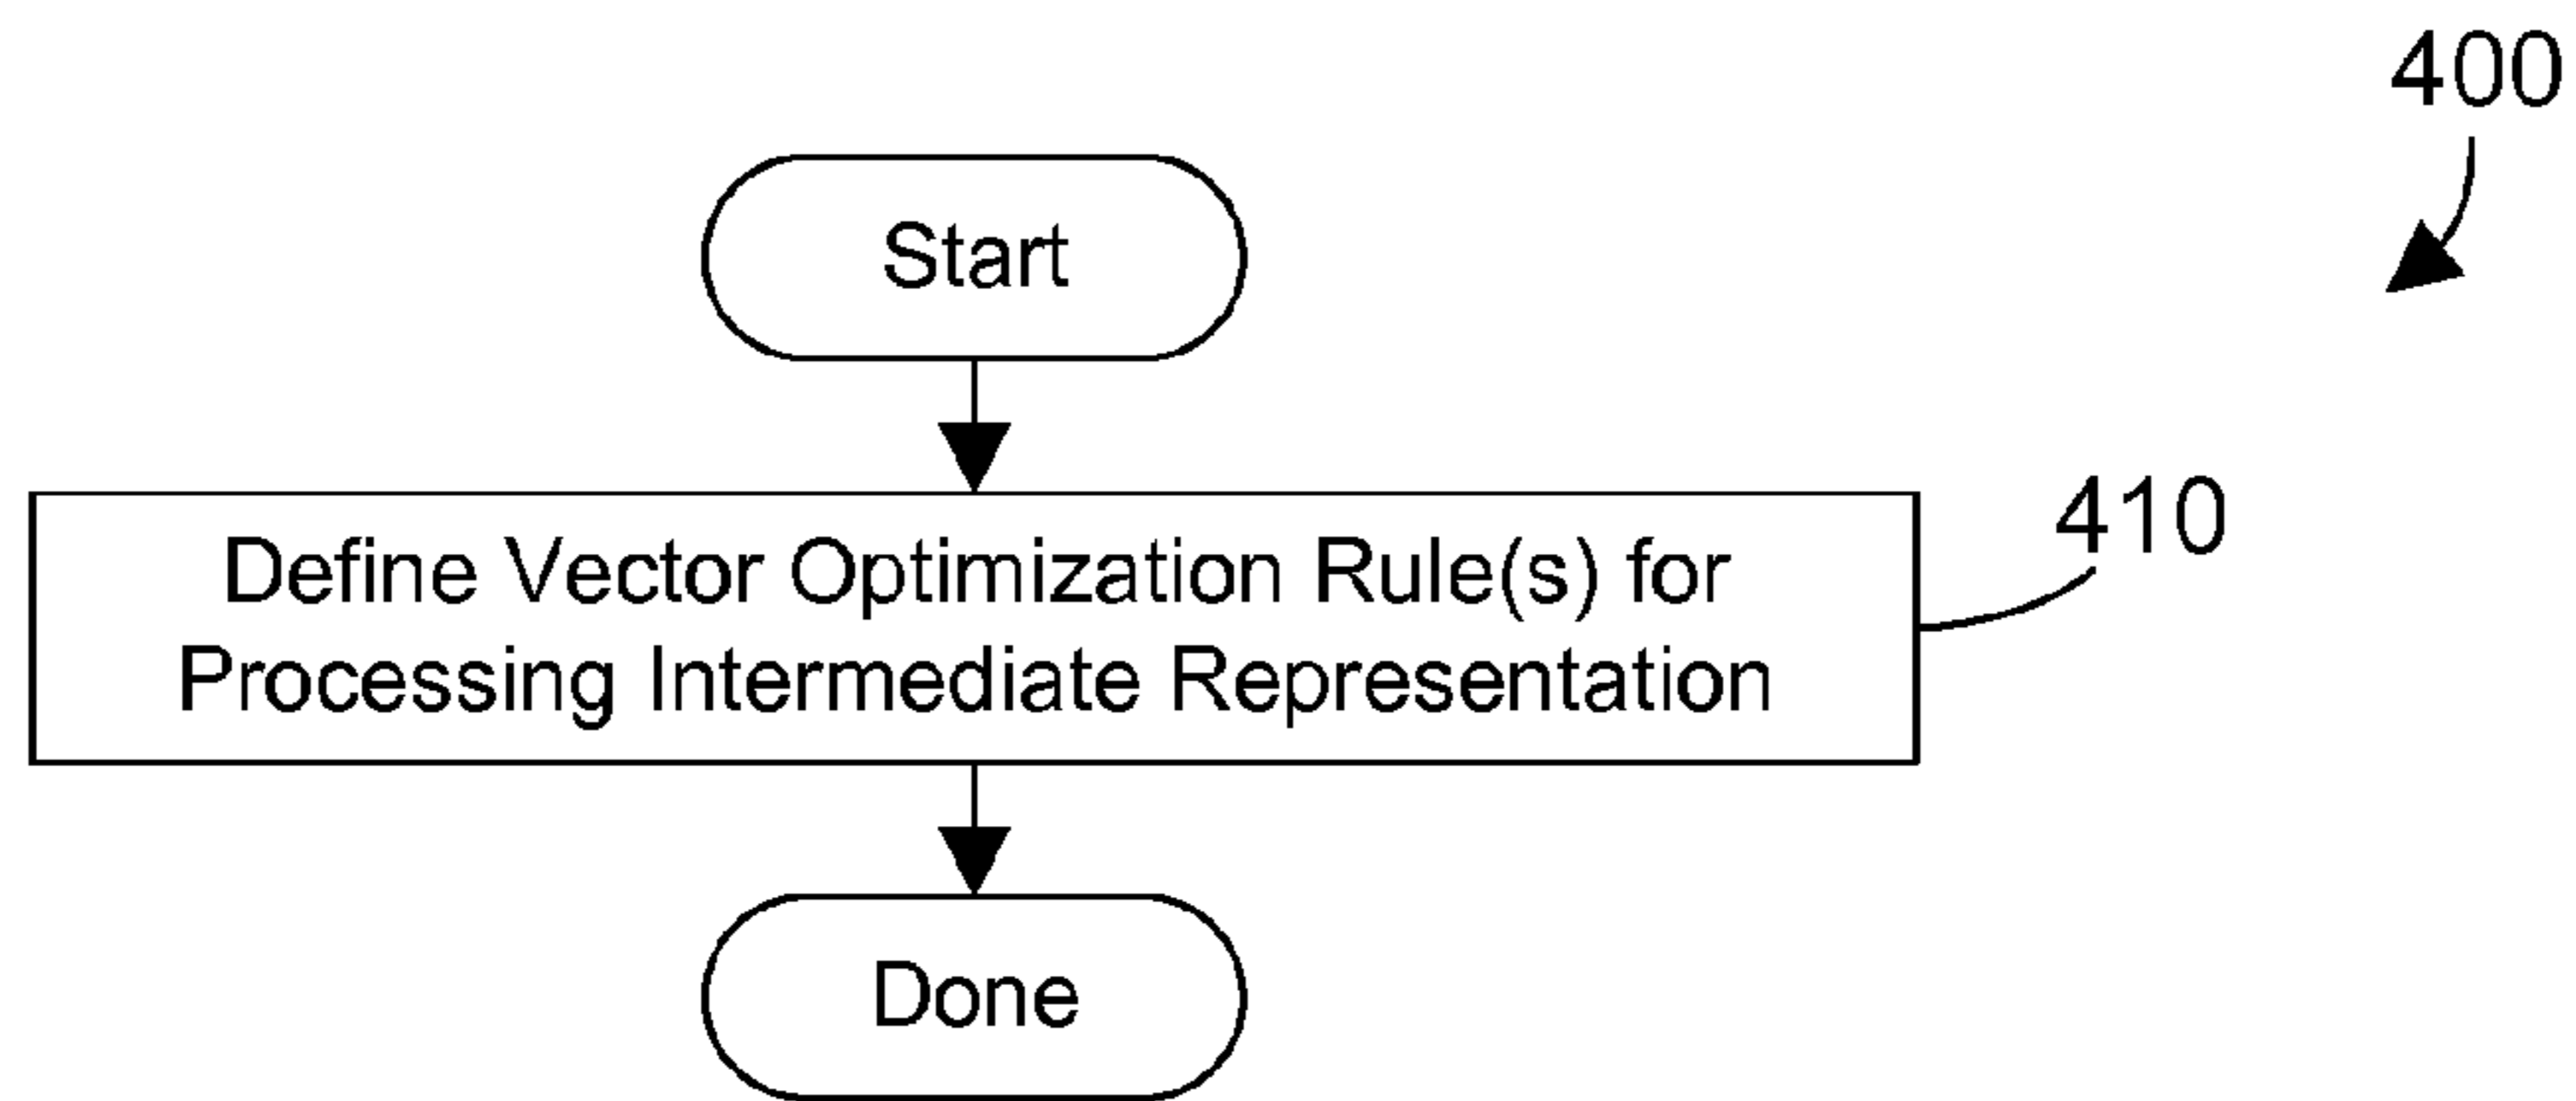 400
Start
Define Vector Optimization Rule(s) for
Processing Intermediate Representation
410
Done